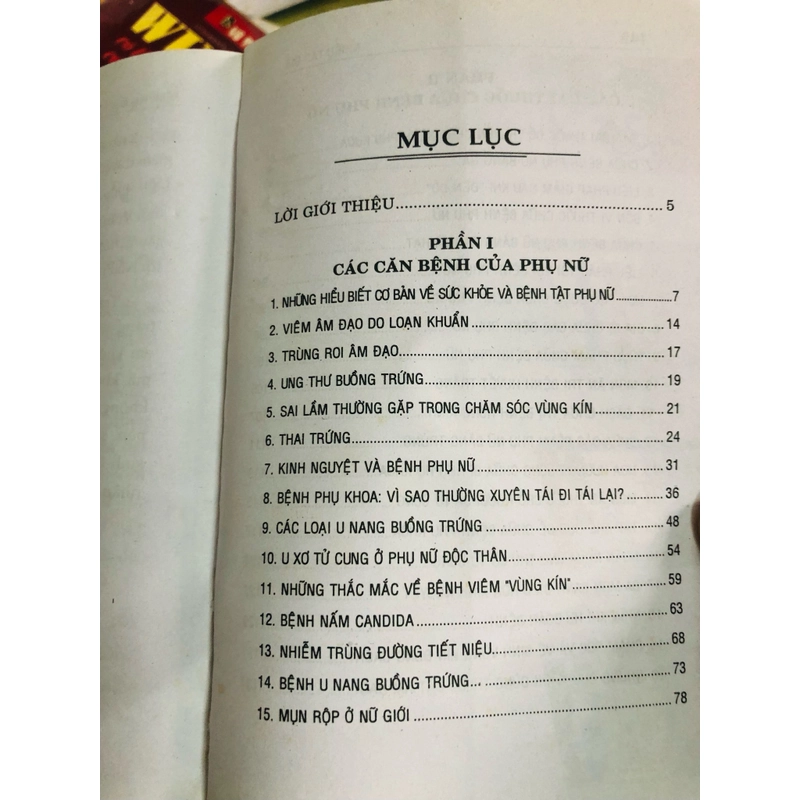 MỤC LỤC
LỜI GIỚI THIỆU.................................................... 5
PHẦN I
CÁC CĂN BỆNH CỦA PHỤ NỮ
1. NHỮNG HIỂU BIẾT CƠ BẢN VỀ SỨC KHỎE VÀ BỆNH TẬT PHỤ NỮ .............. 7
2. VIÊM ÂM ĐẠO DO LOẠN KHUẨN .................................... 14
3. TRÙNG ROI ÂM ĐẠO.................................................. 17
4. UNG THƯ BUỒNG TRỨNG............................................. 19
5. SAI LẦM THƯỜNG GẶP TRONG CHĂM SÓC VÙNG KÍN ................ 21
6. THAI TRỨNG............................................................ 24
7. KINH NGUYỆT VÀ BỆNH PHỤ NỮ ................................... 31
8. BỆNH PHỤ KHOA: VÌ SAO THƯỜNG XUYÊN TÁI ĐI TÁI LẠI? ........ 36
9. CÁC LOẠI U NANG BUỒNG TRỨNG .................................. 48
10. U XƠ TỬ CUNG Ở PHỤ NỮ ĐỘC THÂN............................. 54
11. NHỮNG THẮC MẮC VỀ BỆNH VIÊM "VÙNG KÍN" .................. 59
12. BỆNH NẤM CANDIDA ................................................ 63
13. NHIỄM TRÙNG ĐƯỜNG TIẾT NIỆU................................. 68
14. BỆNH U NANG BUỒNG TRỨNG... .................................. 73
15. MỤN RỘP Ở NỮ GIỚI ................................................ 78